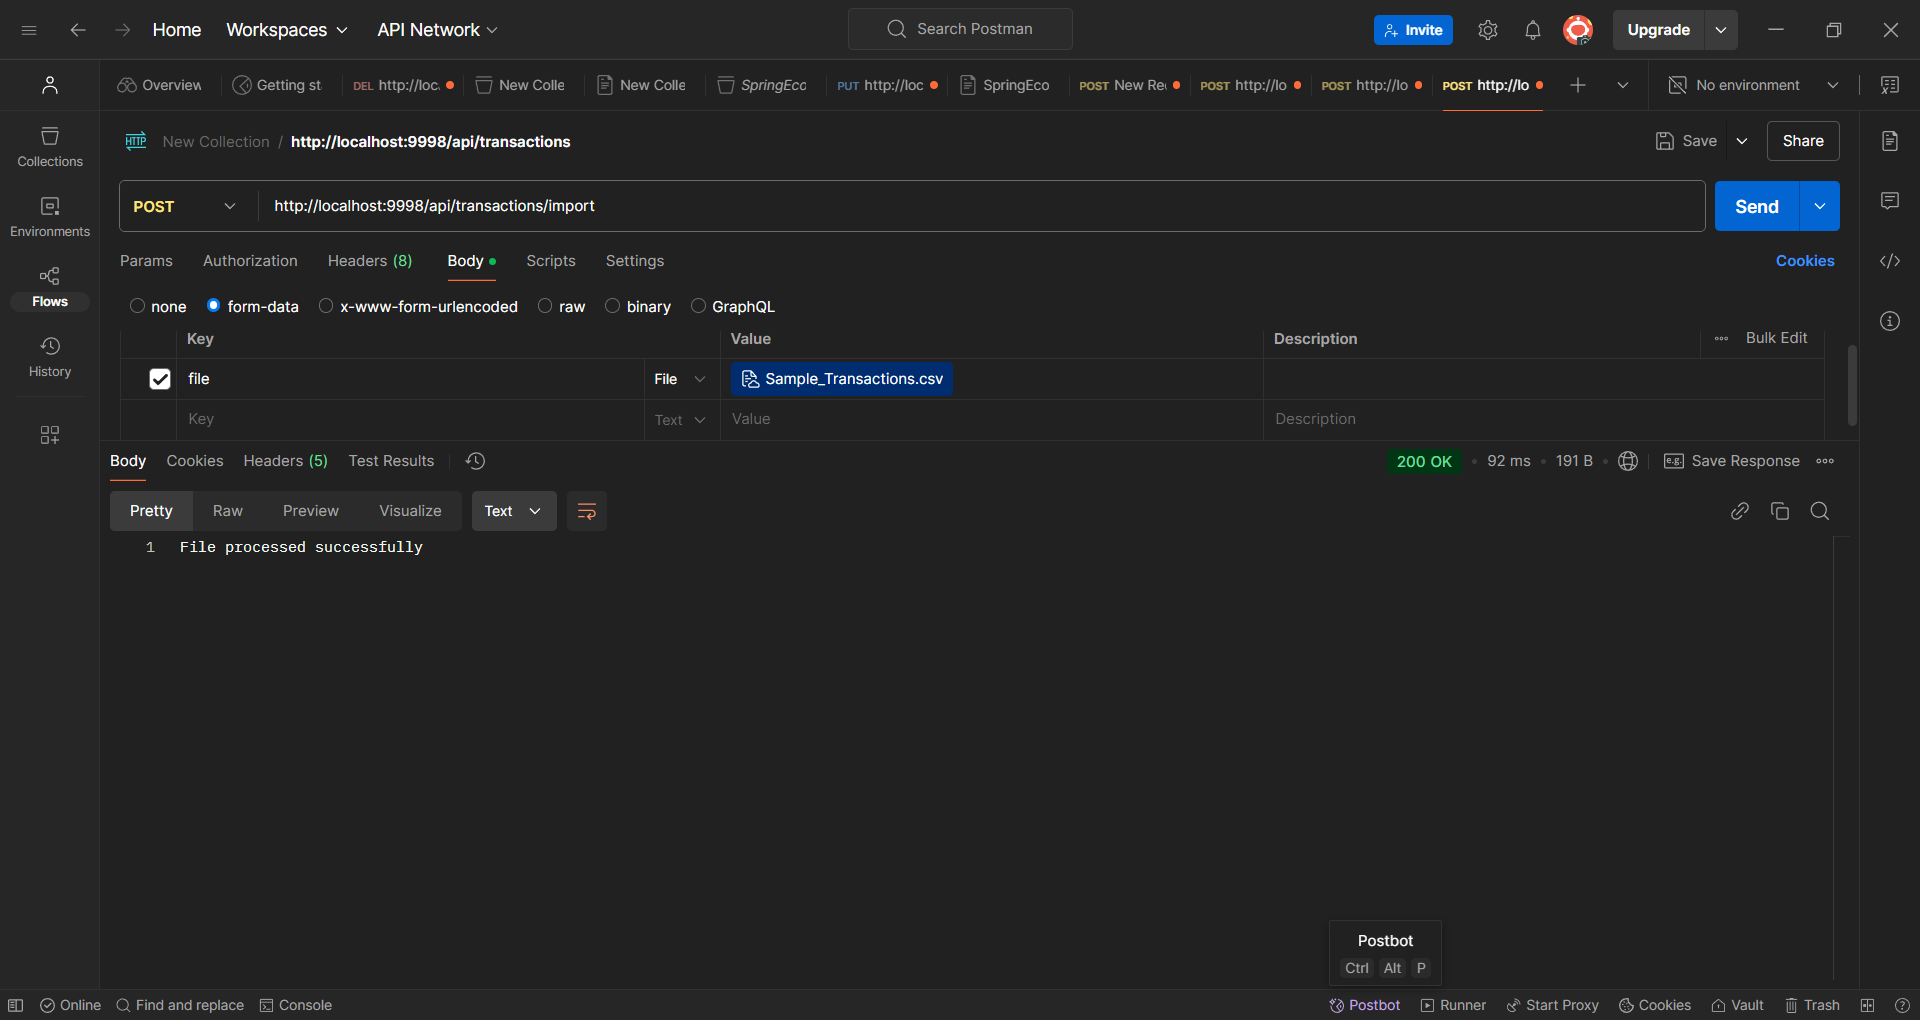 Home Workspaces API Network Search Postman Invite Upgrade
Overview Getting st DEL http://loc. New Colle New Colle SpringEcc PUT http://loc SpringEco POST New Re POST http://lo POST http://lo POST http://lo No environment
HTTP New Collection / http://localhost:9998/api/transactions Save Share
Collections
POST http://localhost:9998/api/transactions/import Send
Environments
Params Authorization Headers (8) Body Scripts Settings Cookies
Flows
none form-data x-www-form-urlencoded raw binary GraphQL
Key Value Description Bulk Edit
History
file File Sample_Transactions.csv
Key Text Value Description
Body Cookies Headers (5) Test Results 200 OK 92 ms 191 B e.g. Save Response
Pretty Raw Preview Visualize Text
1 File processed successfully
Postbot
Ctrl Alt P
Online Find and replace Console Postbot Runner Start Proxy Cookies Vault Trash